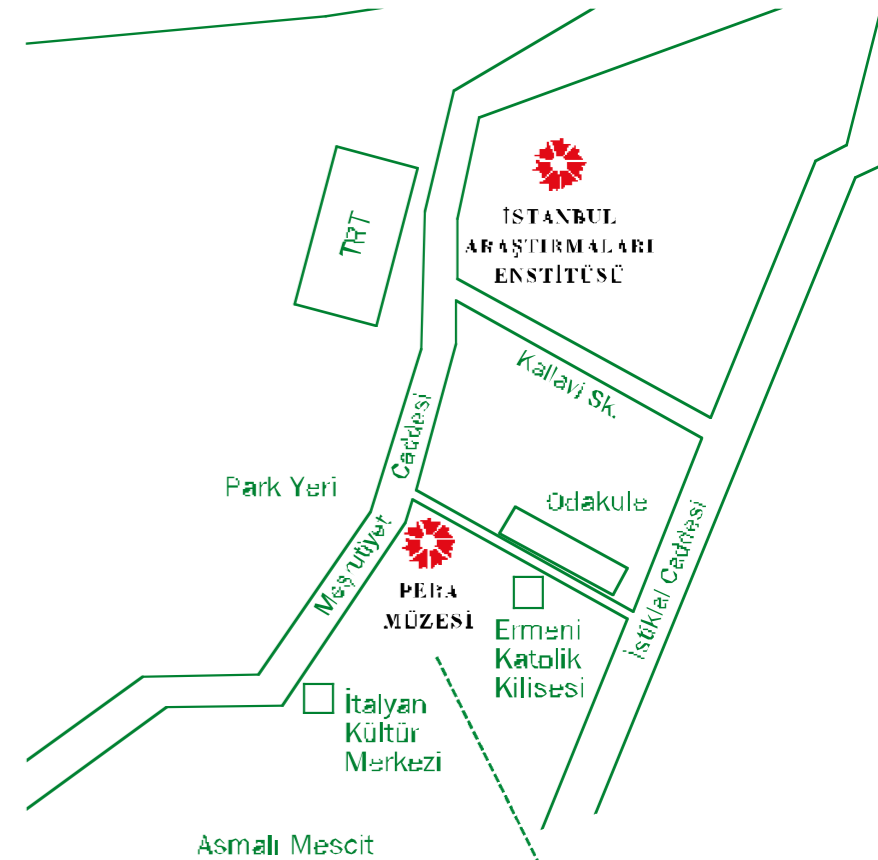 TRT
İSTANBUL
ARAŞTIRMALARI
ENSTİTÜSÜ
Kallavi Sk.
Caddesi
Park Yeri
Odakule
Meşrutiyet
İstiklal Caddesi
PERA
MÜZESİ
Ermeni
Katolik
Kilisesi
İtalyan
Kültür
Merkezi
Asmalı Mescit